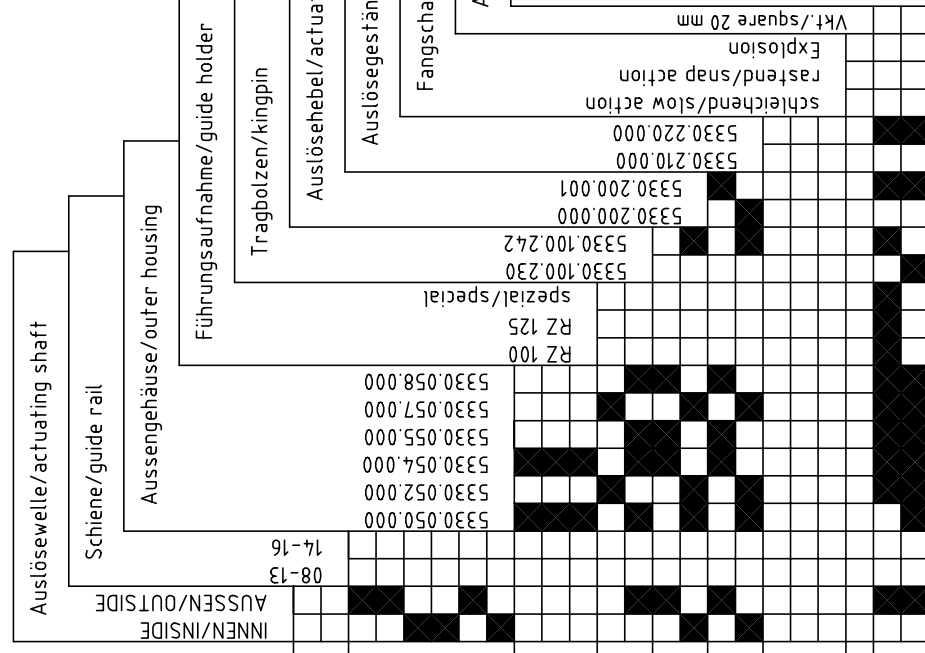 Auslösewelle/actuating shaft
Schiene/guide rail
Aussengehäuse/outer housing
Führungsaufnahme/guide holder
Tragbolzen/kingpin
Auslösehebel/actuat
Auslösegestän
Fangscha
A
Vkt./square 20 mm
Explosion
rastend/snap action
schleichend/slow action
5330.220.000
5330.210.000
5330.200.001
5330.200.000
5330.100.242
5330.100.230
spezial/special
RZ 125
RZ 100
5330.058.000
5330.057.000
5330.055.000
5330.054.000
5330.052.000
5330.050.000
14-16
08-13
AUSSEN/OUTSIDE
INNEN/INSIDE